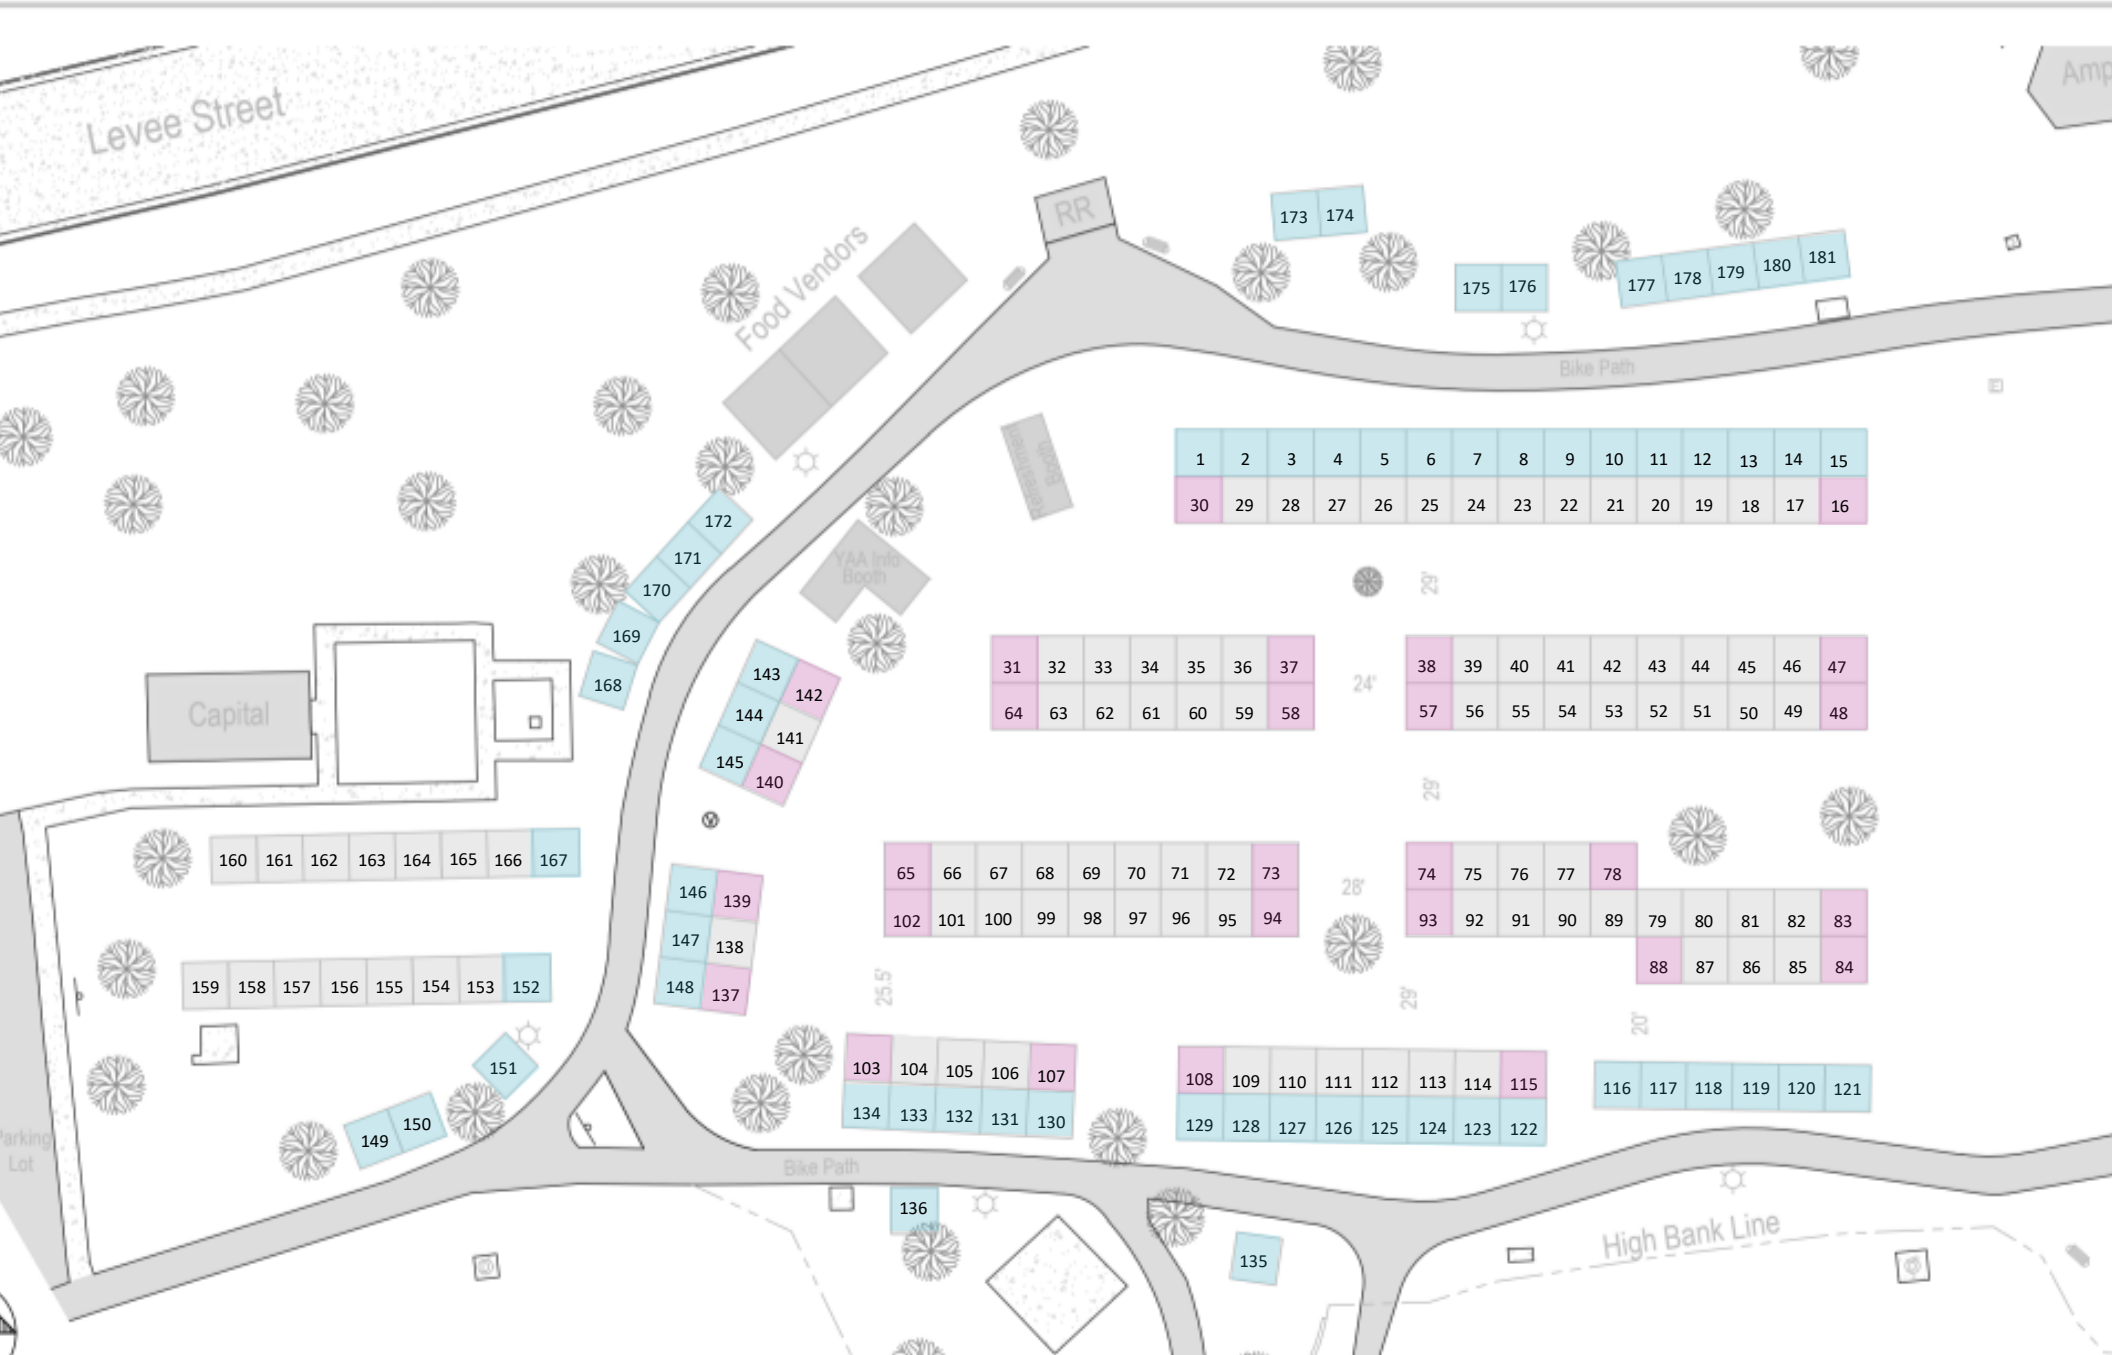 Levee Street
Amp
RR
173 174
181
180
179
178
177
175 176
Food Vendors
Bike Path
Booth
1 2 3 4 5 6 7 8 9 10 11 12 13 14 15
30 29 28 27 26 25 24 23 22 21 20 19 18 17 16
172
171
170
169
168
YAA Info
Booth
29'
31 32 33 34 35 36 37
64 63 62 61 60 59 58
24'
38 39 40 41 42 43 44 45 46 47
57 56 55 54 53 52 51 50 49 48
143
142
144
141
145
140
Capital
29'
160 161 162 163 164 165 166 167
65 66 67 68 69 70 71 72 73
102 101 100 99 98 97 96 95 94
28'
74 75 76 77 78
93 92 91 90 89 79 80 81 82 83
88 87 86 85 84
146 139
147 138
148 137
159 158 157 156 155 154 153 152
25.5'
29'
20'
151
103 104 105 106 107
134 133 132 131 130
108 109 110 111 112 113 114 115
129 128 127 126 125 124 123 122
116 117 118 119 120 121
149 150
Parking
Lot
Bike Path
136
135
High Bank Line